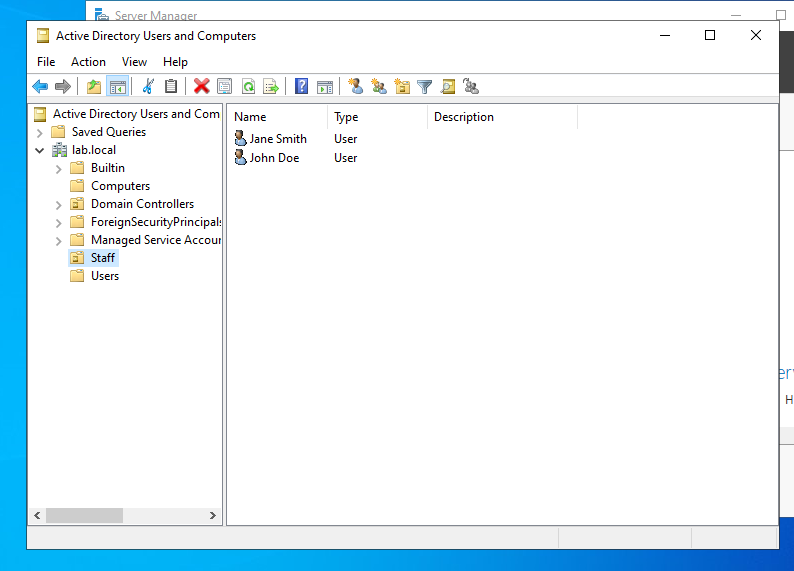 Server Manager
Active Directory Users and Computers
File Action View Help
Active Directory Users and Com
Saved Queries
lab.local
Builtin
Computers
Domain Controllers
ForeignSecurityPrincipals
Managed Service Accour
Staff
Users
Name Type Description
Jane Smith User
John Doe User
erv
H